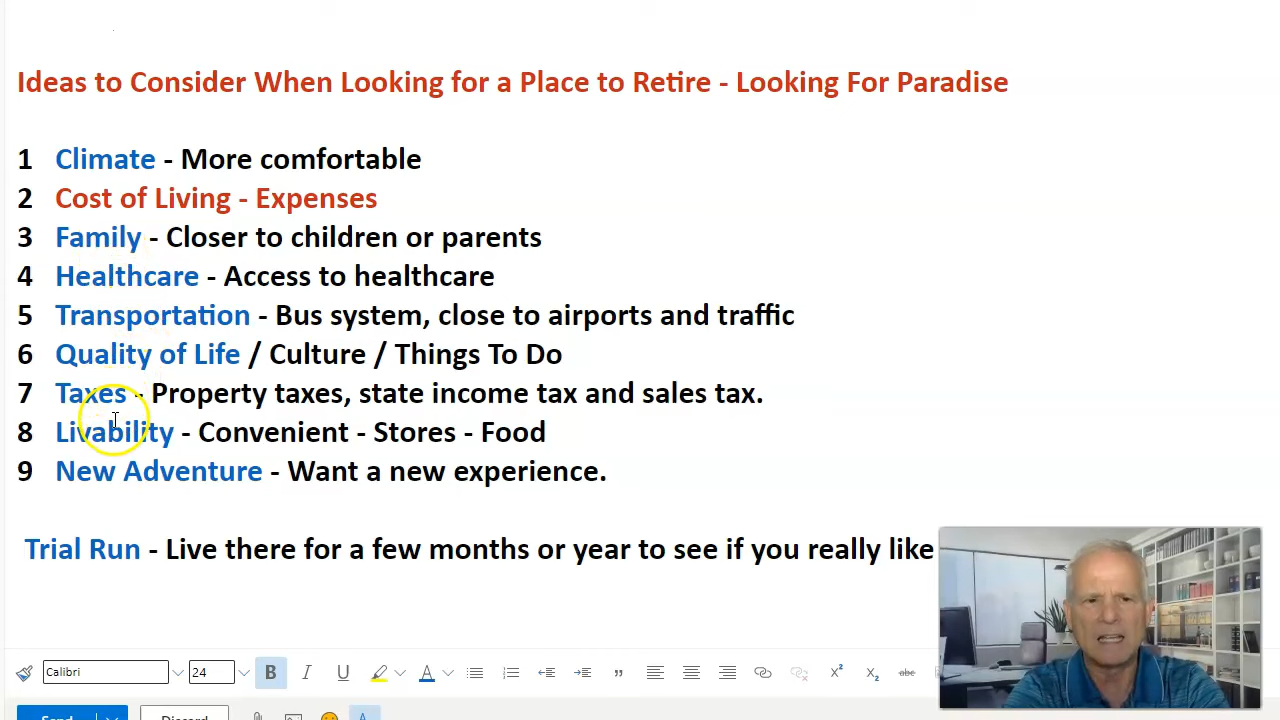 Ideas to Consider When Looking for a Place to Retire - Looking For Paradise
1 Climate - More comfortable
2 Cost of Living - Expenses
3 Family - Closer to children or parents
4 Healthcare - Access to healthcare
5 Transportation - Bus system, close to airports and traffic
6 Quality of Life / Culture / Things To Do
7 Taxes - Property taxes, state income tax and sales tax.
8 Livability - Convenient - Stores - Food
9 New Adventure - Want a new experience.
Trial Run - Live there for a few months or year to see if you really like
Calibri 24 B I U A x² x₂ abc
Send Discard A